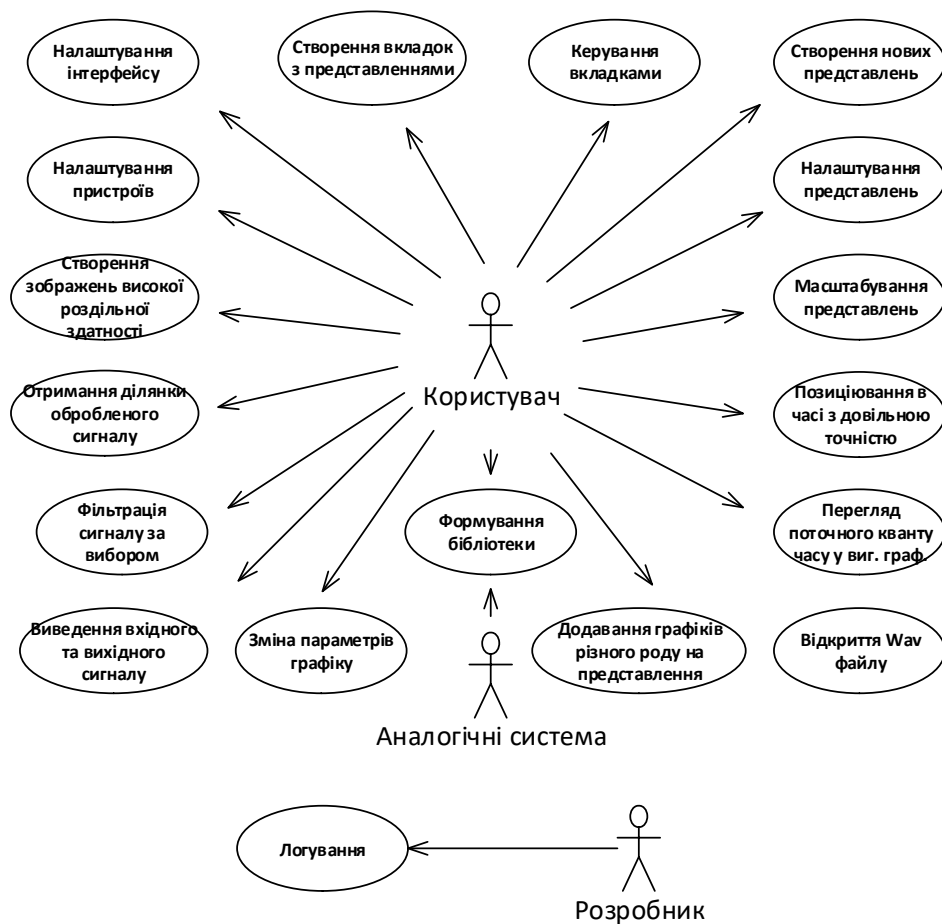 Налаштування
інтерфейсу
Створення вкладок
з представленнями
Керування
вкладками
Створення нових
представлень
Налаштування
пристроїв
Налаштування
представлень
Створення
зображень високої
роздільної
здатності
Масштабування
представлень
Користувач
Отримання ділянки
обробленого
сигналу
Позиціювання в
часі з довільною
точністю
Фільтрація
сигналу за
вибором
Формування
бібліотеки
Перегляд
поточного кванту
часу у виг. граф.
Виведення вхідного
та вихідного
сигналу
Зміна параметрів
графіку
Додавання графіків
різного роду на
представлення
Відкриття Wav
файлу
Аналогічні система
Логування
Розробник